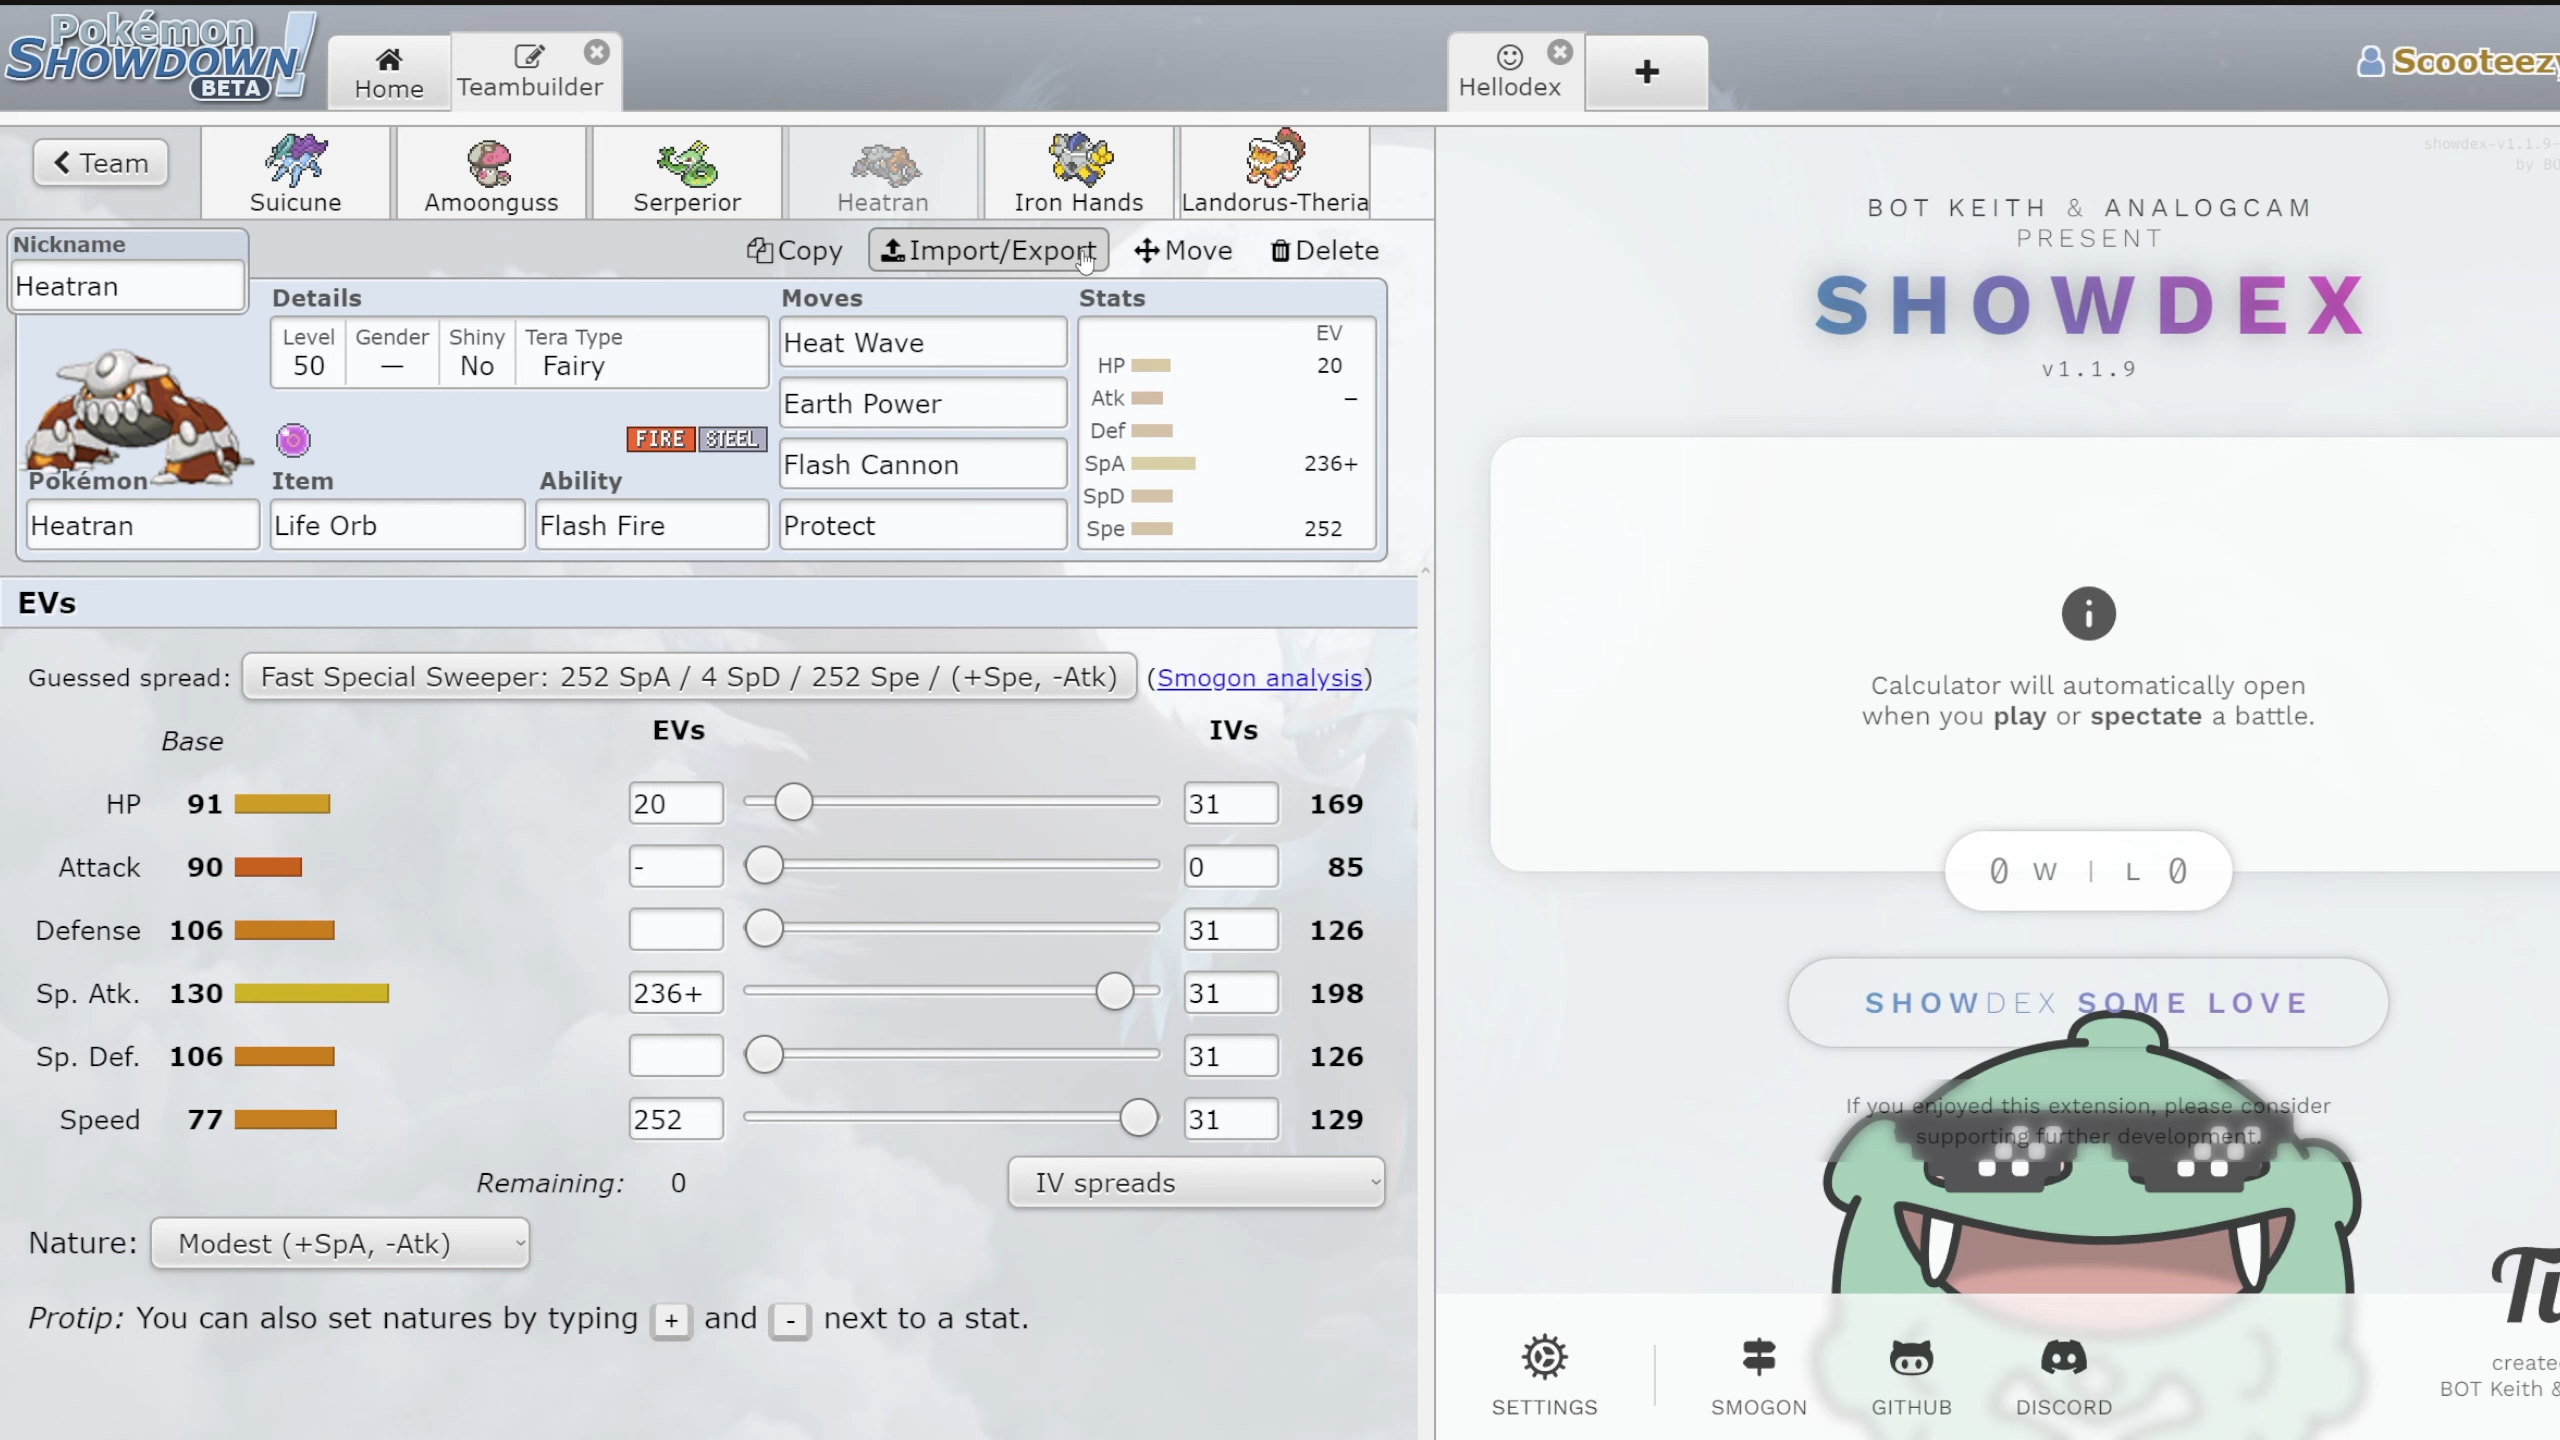 Pokémon
SHOWDOWN!
BETA
Home
Teambuilder
Hellodex
+
Scooteezy
Team
Suicune
Amoonguss
Serperior
Heatran
Iron Hands
Landorus-Theria
showdex-v1.1.9-
by BO
Nickname
Heatran
Copy
Import/Export
Move
Delete
Details
Level
50
Gender
—
Shiny
No
Tera Type
Fairy
FIRE STEEL
Pokémon
Heatran
Item
Life Orb
Ability
Flash Fire
Moves
Heat Wave
Earth Power
Flash Cannon
Protect
Stats
EV
HP 20
Atk –
Def
SpA 236+
SpD
Spe 252
EVs
Guessed spread: Fast Special Sweeper: 252 SpA / 4 SpD / 252 Spe / (+Spe, -Atk) (Smogon analysis)
Base EVs IVs
HP 91 20 31 169
Attack 90 - 0 85
Defense 106 31 126
Sp. Atk. 130 236+ 31 198
Sp. Def. 106 31 126
Speed 77 252 31 129
Remaining: 0
IV spreads
Nature: Modest (+SpA, -Atk)
Protip: You can also set natures by typing + and - next to a stat.
BOT KEITH & ANALOGCAM
PRESENT
SHOWDEX
v1.1.9
Calculator will automatically open
when you play or spectate a battle.
0 W | L 0
SHOWDEX SOME LOVE
If you enjoyed this extension, please consider
supporting further development.
SETTINGS
SMOGON
GITHUB
DISCORD
create
BOT Keith &